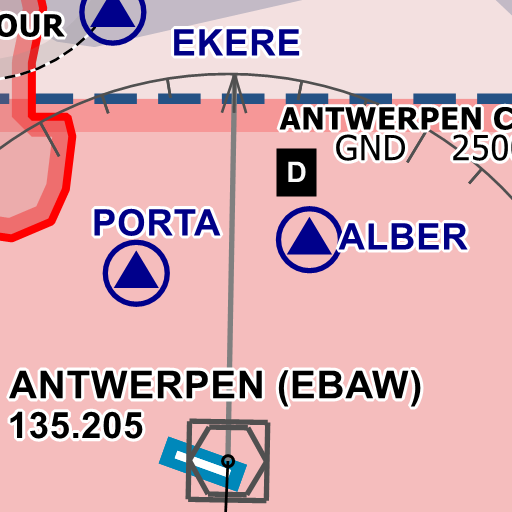 OUR
EKERE
ANTWERPEN C
GND 2500
D
PORTA
ALBER
ANTWERPEN (EBAW)
135.205